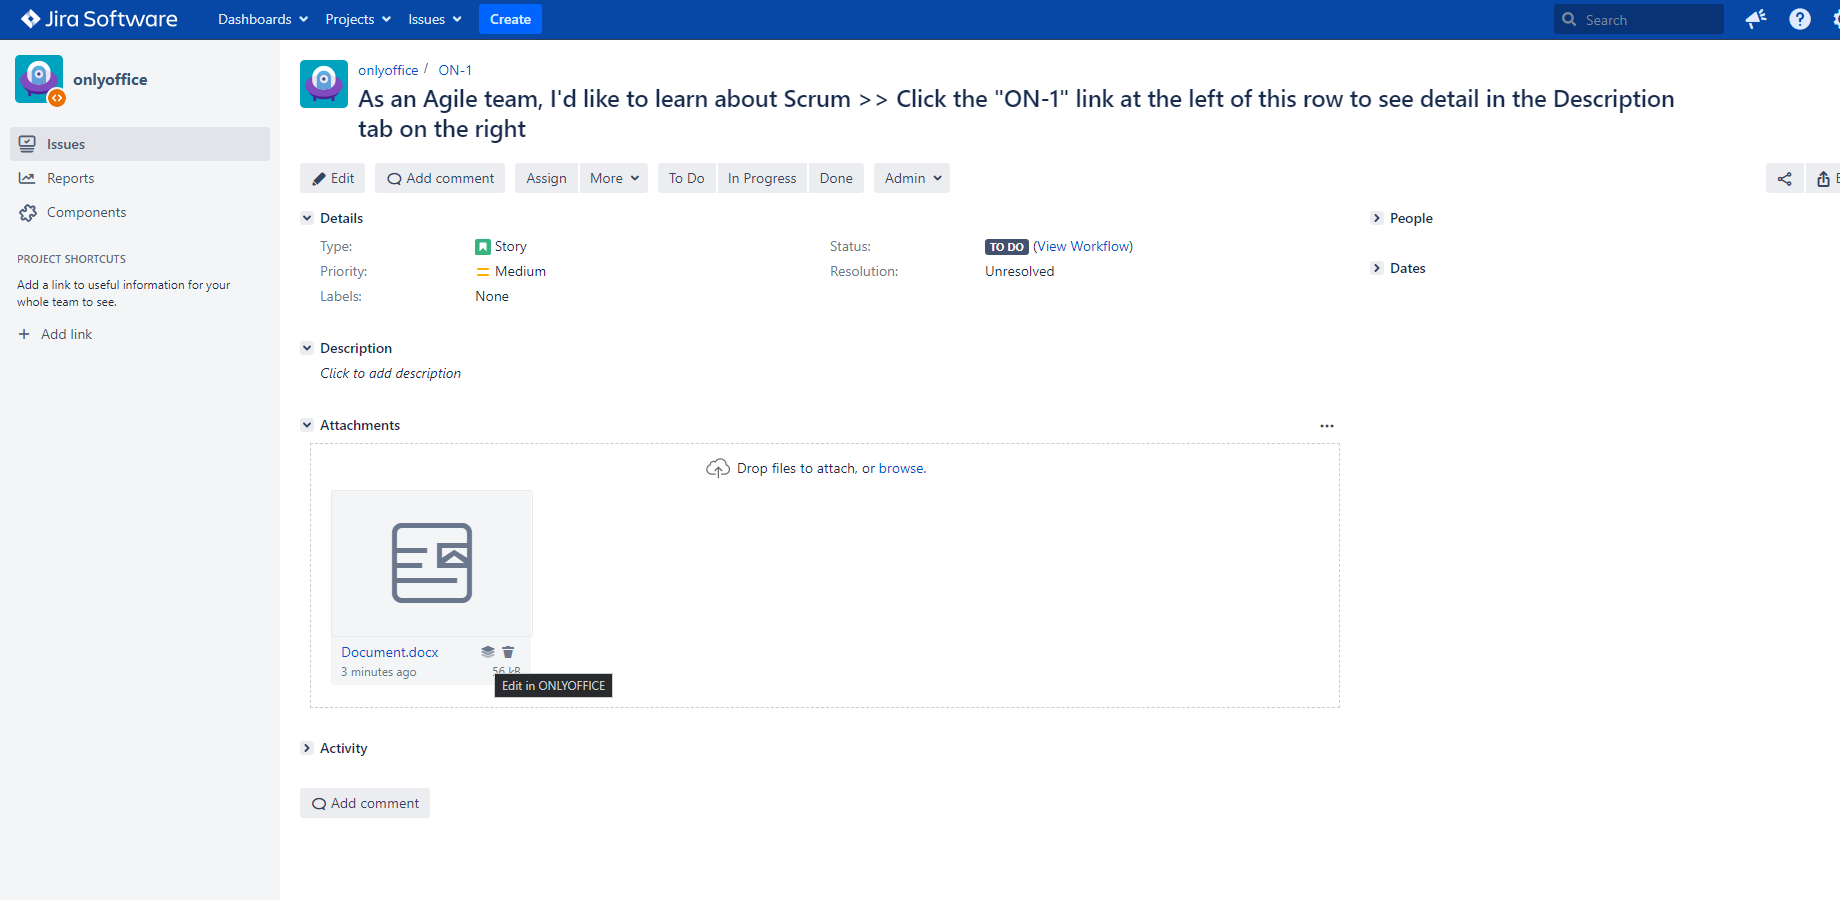 Jira Software
Dashboards
Projects
Issues
Create
Search
onlyoffice
Issues
Reports
Components
PROJECT SHORTCUTS
Add a link to useful information for your
whole team to see.
Add link
onlyoffice / ON-1
As an Agile team, I'd like to learn about Scrum >> Click the "ON-1" link at the left of this row to see detail in the Description
tab on the right
Edit
Add comment
Assign
More
To Do
In Progress
Done
Admin
Details
Type: Story
Priority: Medium
Labels: None
Status: TO DO (View Workflow)
Resolution: Unresolved
People
Dates
Description
Click to add description
Attachments
Drop files to attach, or browse.
Document.docx
3 minutes ago 56 kB
Edit in ONLYOFFICE
Activity
Add comment